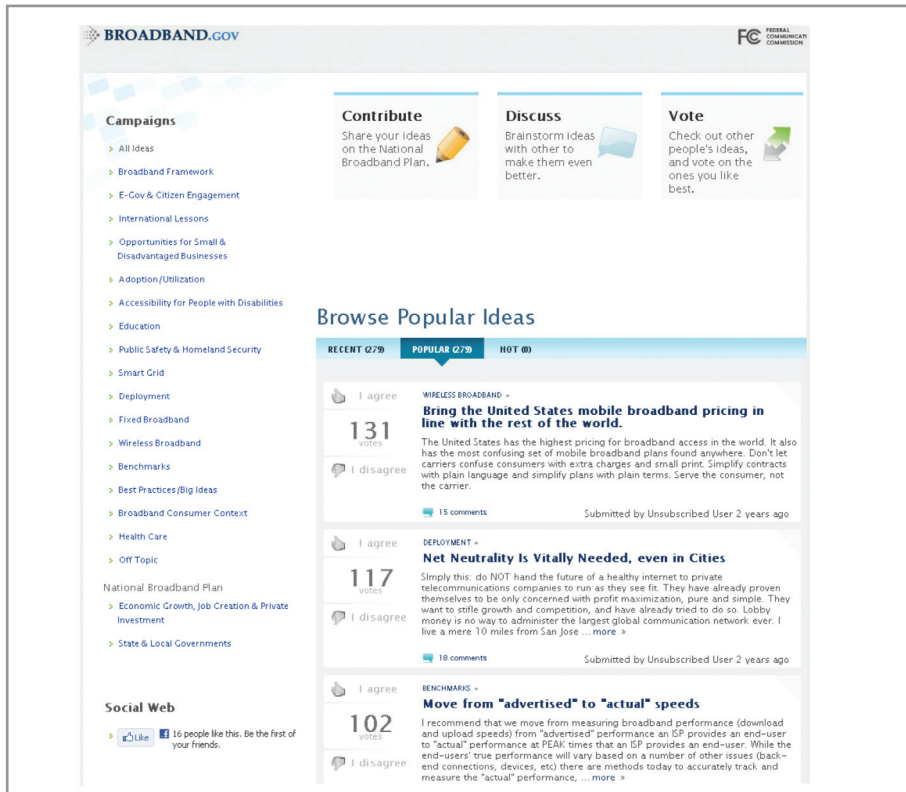 BROADBAND.GOV
FC FEDERAL
COMMUNICATI
COMMISSION
Campaigns
All Ideas
Broadband Framework
E-Gov & Citizen Engagement
International Lessons
Opportunities for Small &
Disadvantaged Businesses
Adoption/Utilization
Accessibility for People with Disabilities
Education
Public Safety & Homeland Security
Smart Grid
Deployment
Fixed Broadband
Wireless Broadband
Benchmarks
Best Practices/Big Ideas
Broadband Consumer Context
Health Care
Off Topic
National Broadband Plan
Economic Growth, Job Creation & Private
Investment
State & Local Governments
Social Web
Like 16 people like this. Be the first of
your friends.
Contribute
Share your ideas
on the National
Broadband Plan.
Discuss
Brainstorm ideas
with other to
make them even
better.
Vote
Check out other
people's ideas,
and vote on the
ones you like
best.
Browse Popular Ideas
RECENT (279) POPULAR (279) HOT (0)
I agree
131
votes
I disagree
WIRELESS BROADBAND »
Bring the United States mobile broadband pricing in
line with the rest of the world.
The United States has the highest pricing for broadband access in the world. It also
has the most confusing set of mobile broadband plans found anywhere. Don't let
carriers confuse consumers with extra charges and small print. Simplify contracts
with plain language and simplify plans with plain terms. Serve the consumer, not
the carrier.
15 comments Submitted by Unsubscribed User 2 years ago
I agree
117
votes
I disagree
DEPLOYMENT »
Net Neutrality Is Vitally Needed, even in Cities
SImply this: do NOT hand the future of a healthy internet to private
telecommunications companies to run as they see fit. They have already proven
themselves to be only concerned with profit maximization, pure and simple. They
want to stifle growth and competition, and have already tried to do so. Lobby
money is no way to administer the largest global communication network ever. I
live a mere 10 miles from San Jose ... more »
18 comments Submitted by Unsubscribed User 2 years ago
I agree
102
votes
I disagree
BENCHMARKS »
Move from "advertised" to "actual" speeds
I recommend that we move from measuring broadband performance (download
and upload speeds) from "advertised" performance an ISP provides an end-user
to "actual" performance at PEAK times that an ISP provides an end-user. While the
end-users' true performance will vary based on a number of other issues (back-
end connections, devices, etc) there are methods today to accurately track and
measure the "actual" performance, ... more »